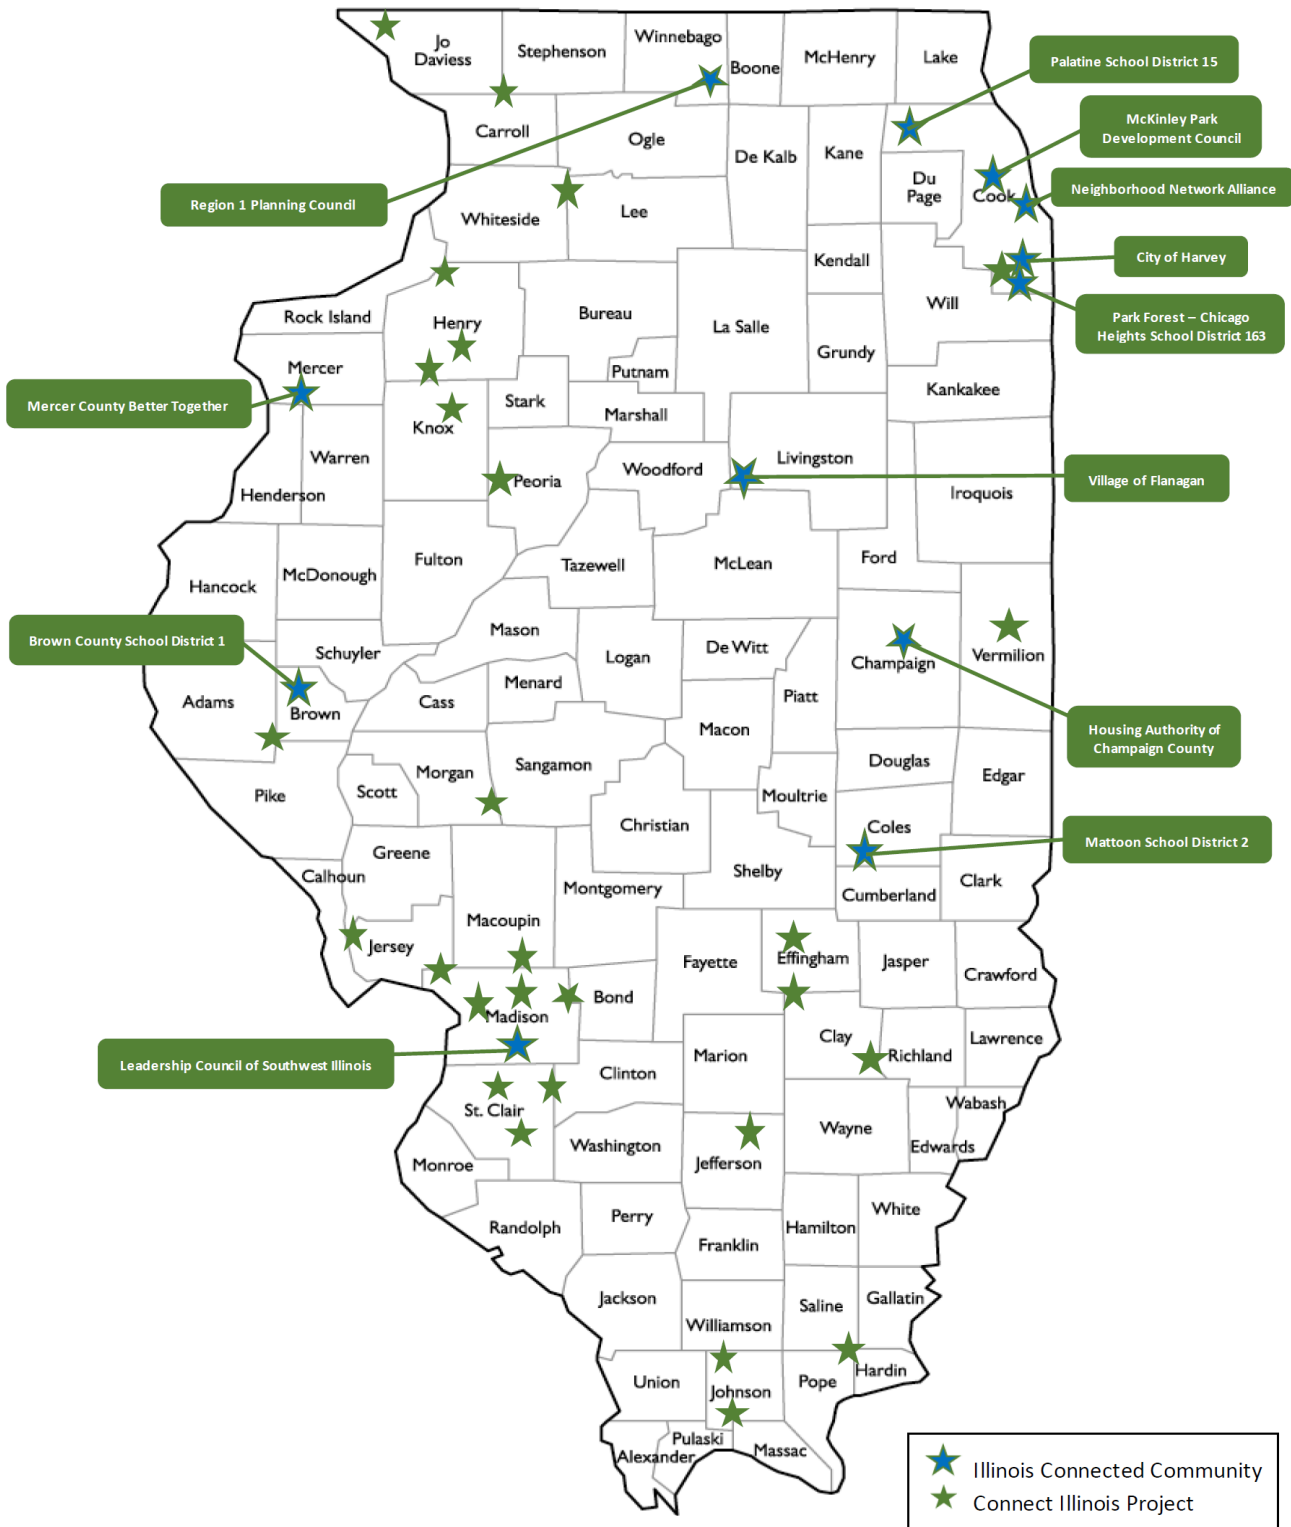 Jo
Daviess
Stephenson
Winnebago
Boone
McHenry
Lake
Palatine School District 15
McKinley Park
Development Council
Carroll
Ogle
De Kalb
Kane
Du
Page
Cook
Neighborhood Network Alliance
Region 1 Planning Council
Whiteside
Lee
Kendall
City of Harvey
Will
Park Forest – Chicago
Heights School District 163
Rock Island
Henry
Bureau
La Salle
Grundy
Putnam
Mercer
Kankakee
Mercer County Better Together
Stark
Marshall
Knox
Warren
Peoria
Woodford
Livingston
Village of Flanagan
Henderson
Iroquois
Hancock
McDonough
Fulton
Tazewell
McLean
Ford
Brown County School District 1
Schuyler
Mason
Logan
De Witt
Champaign
Vermilion
Adams
Brown
Cass
Menard
Piatt
Macon
Housing Authority of
Champaign County
Pike
Scott
Morgan
Sangamon
Moultrie
Douglas
Edgar
Christian
Coles
Mattoon School District 2
Greene
Calhoun
Montgomery
Shelby
Cumberland
Clark
Macoupin
Jersey
Fayette
Effingham
Jasper
Crawford
Madison
Bond
Leadership Council of Southwest Illinois
Clay
Richland
Lawrence
Marion
Clinton
St. Clair
Wabash
Washington
Wayne
Edwards
Monroe
Jefferson
Randolph
Perry
Franklin
Hamilton
White
Jackson
Williamson
Saline
Gallatin
Union
Johnson
Pope
Hardin
Pulaski
Alexander
Massac
Illinois Connected Community
Connect Illinois Project